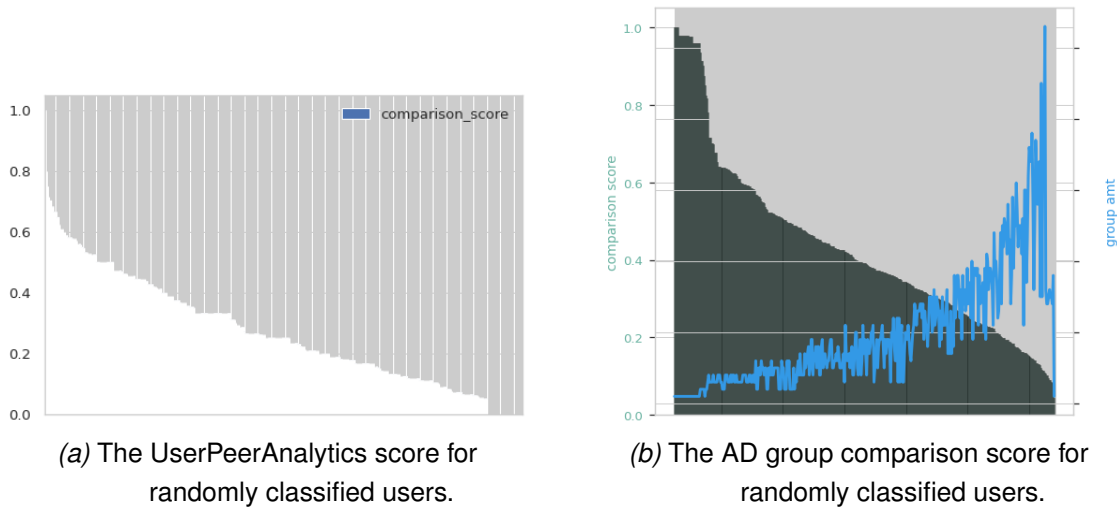 1.0
0.8
0.6
0.4
0.2
0.0
comparison_score
(a) The UserPeerAnalytics score for
randomly classified users.
1.0
0.8
0.6
0.4
0.2
0.0
comparison score
group amt
(b) The AD group comparison score for
randomly classified users.